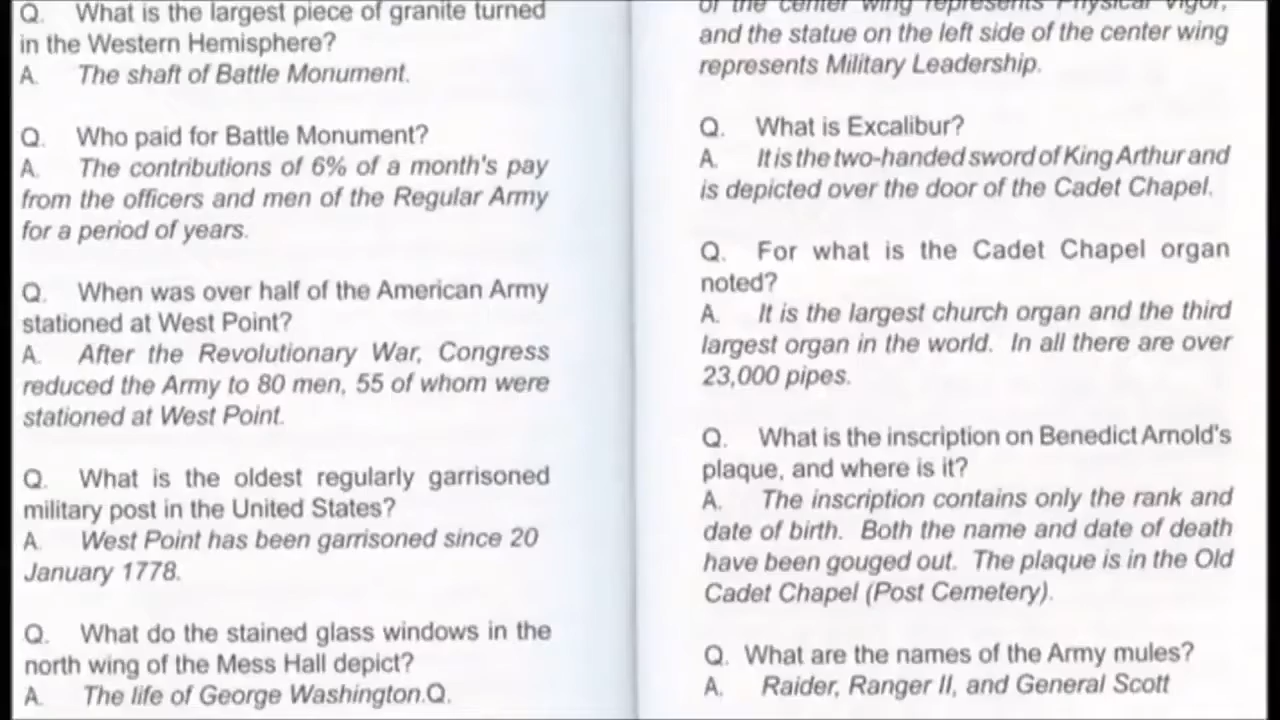 Q. What is the largest piece of granite turned
in the Western Hemisphere?
A. The shaft of Battle Monument.
Q. Who paid for Battle Monument?
A. The contributions of 6% of a month's pay
from the officers and men of the Regular Army
for a period of years.
Q. When was over half of the American Army
stationed at West Point?
A. After the Revolutionary War, Congress
reduced the Army to 80 men, 55 of whom were
stationed at West Point.
Q. What is the oldest regularly garrisoned
military post in the United States?
A. West Point has been garrisoned since 20
January 1778.
Q. What do the stained glass windows in the
north wing of the Mess Hall depict?
A. The life of George Washington.Q.
of the center wing represents Physical Vigor,
and the statue on the left side of the center wing
represents Military Leadership.
Q. What is Excalibur?
A. It is the two-handed sword of King Arthur and
is depicted over the door of the Cadet Chapel.
Q. For what is the Cadet Chapel organ
noted?
A. It is the largest church organ and the third
largest organ in the world. In all there are over
23,000 pipes.
Q. What is the inscription on Benedict Arnold's
plaque, and where is it?
A. The inscription contains only the rank and
date of birth. Both the name and date of death
have been gouged out. The plaque is in the Old
Cadet Chapel (Post Cemetery).
Q. What are the names of the Army mules?
A. Raider, Ranger II, and General Scott